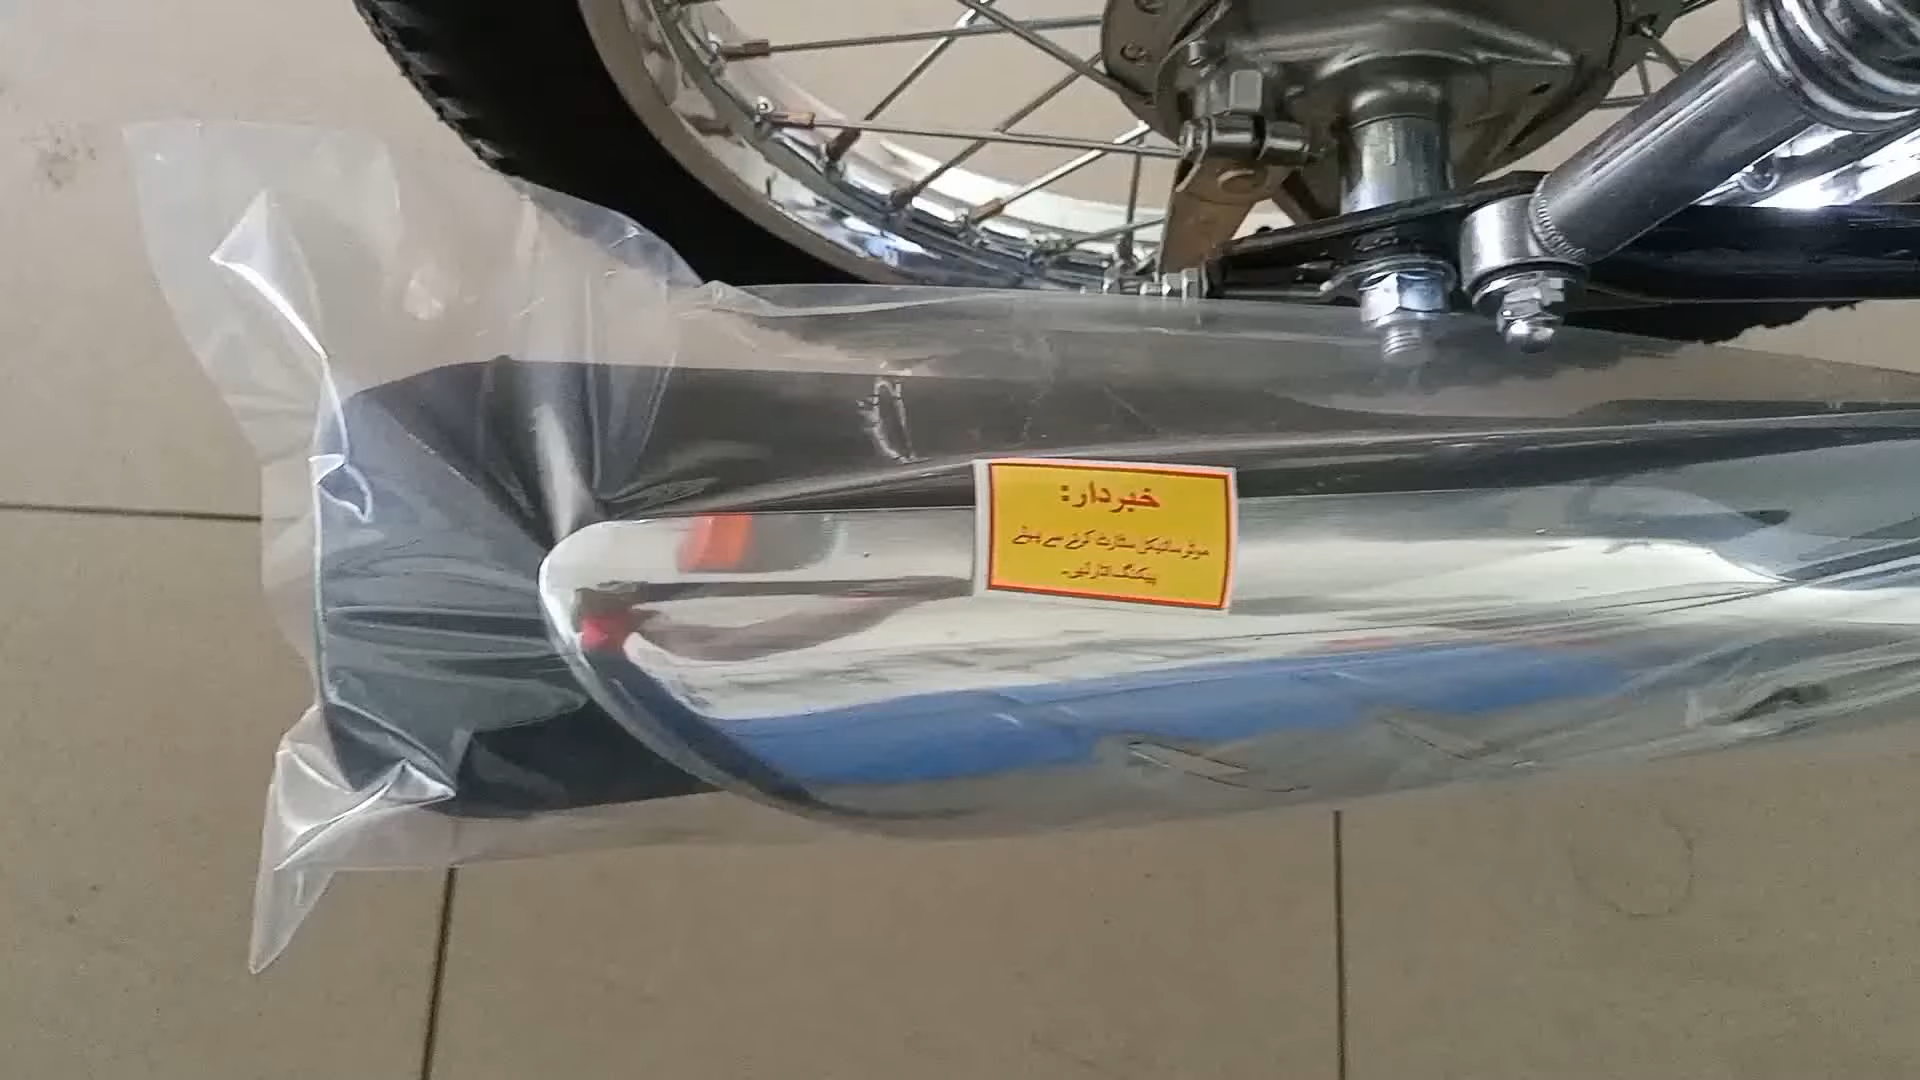 خبردار:
موٹر سائیکل سٹارٹ کرنے سے پہلے
پیکنگ اتار لیں۔